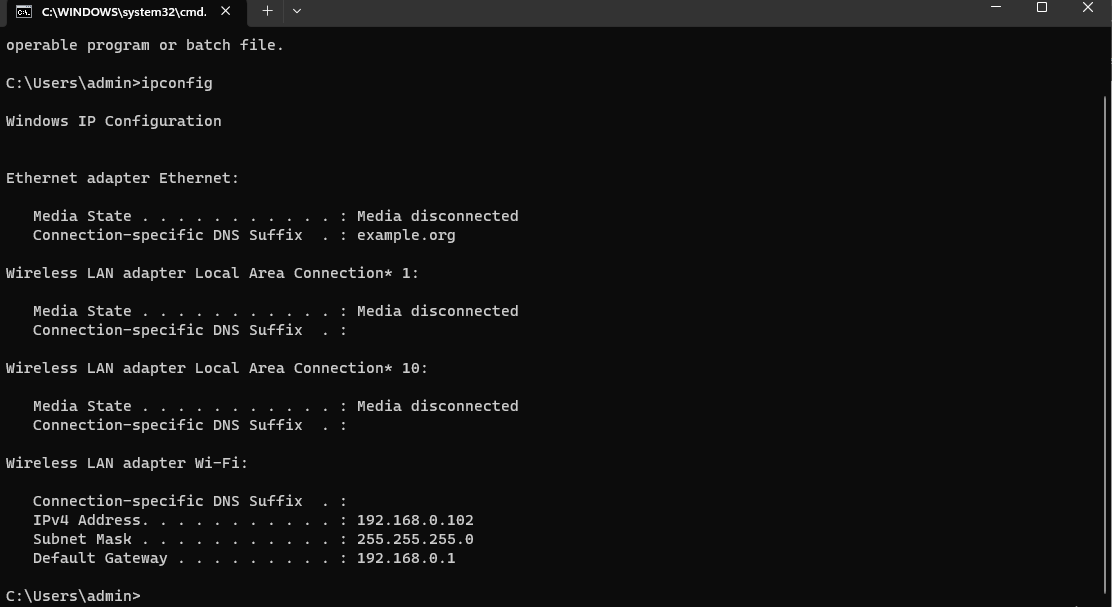 C:\WINDOWS\system32\cmd.
operable program or batch file.
C:\Users\admin>ipconfig
Windows IP Configuration
Ethernet adapter Ethernet:
Media State . . . . . . . . . . . : Media disconnected
Connection-specific DNS Suffix  . : example.org
Wireless LAN adapter Local Area Connection* 1:
Media State . . . . . . . . . . . : Media disconnected
Connection-specific DNS Suffix  . :
Wireless LAN adapter Local Area Connection* 10:
Media State . . . . . . . . . . . : Media disconnected
Connection-specific DNS Suffix  . :
Wireless LAN adapter Wi-Fi:
Connection-specific DNS Suffix  . :
IPv4 Address. . . . . . . . . . . : 192.168.0.102
Subnet Mask . . . . . . . . . . . : 255.255.255.0
Default Gateway . . . . . . . . . : 192.168.0.1
C:\Users\admin>